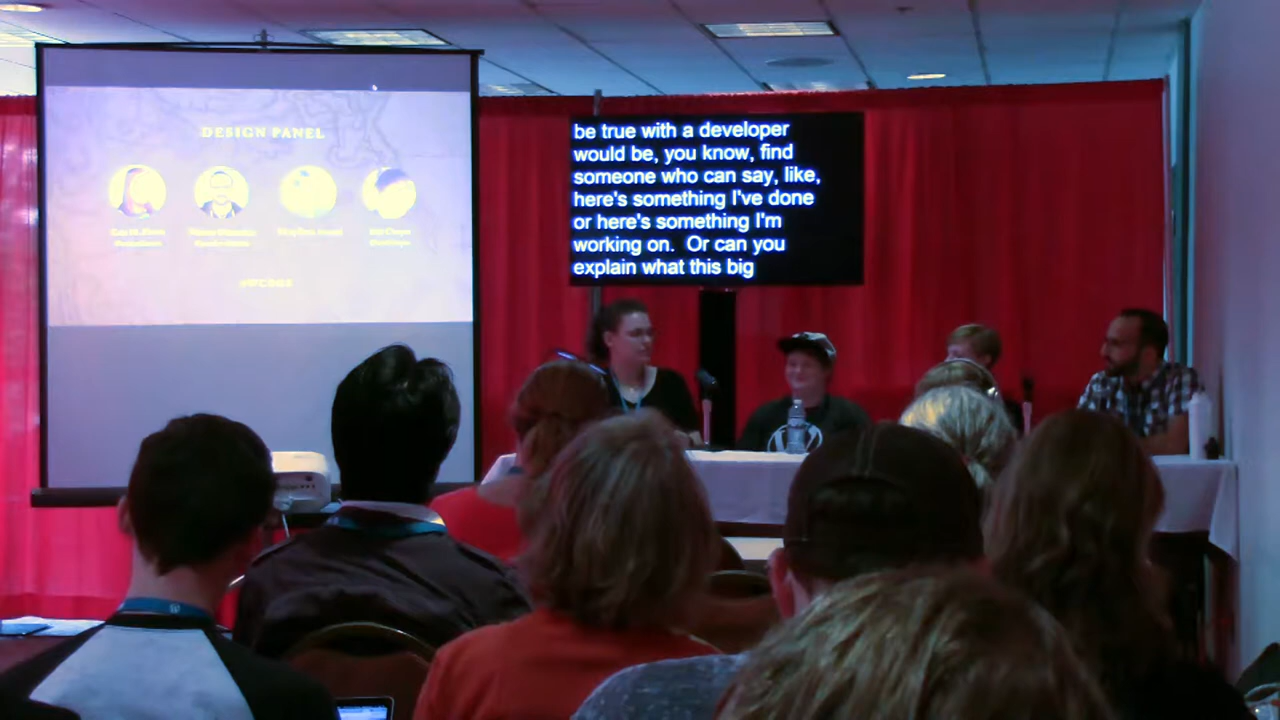 DESIGN PANEL
be true with a developer
would be, you know, find
someone who can say, like,
here's something I've done
or here's something I'm
working on.  Or can you
explain what this big